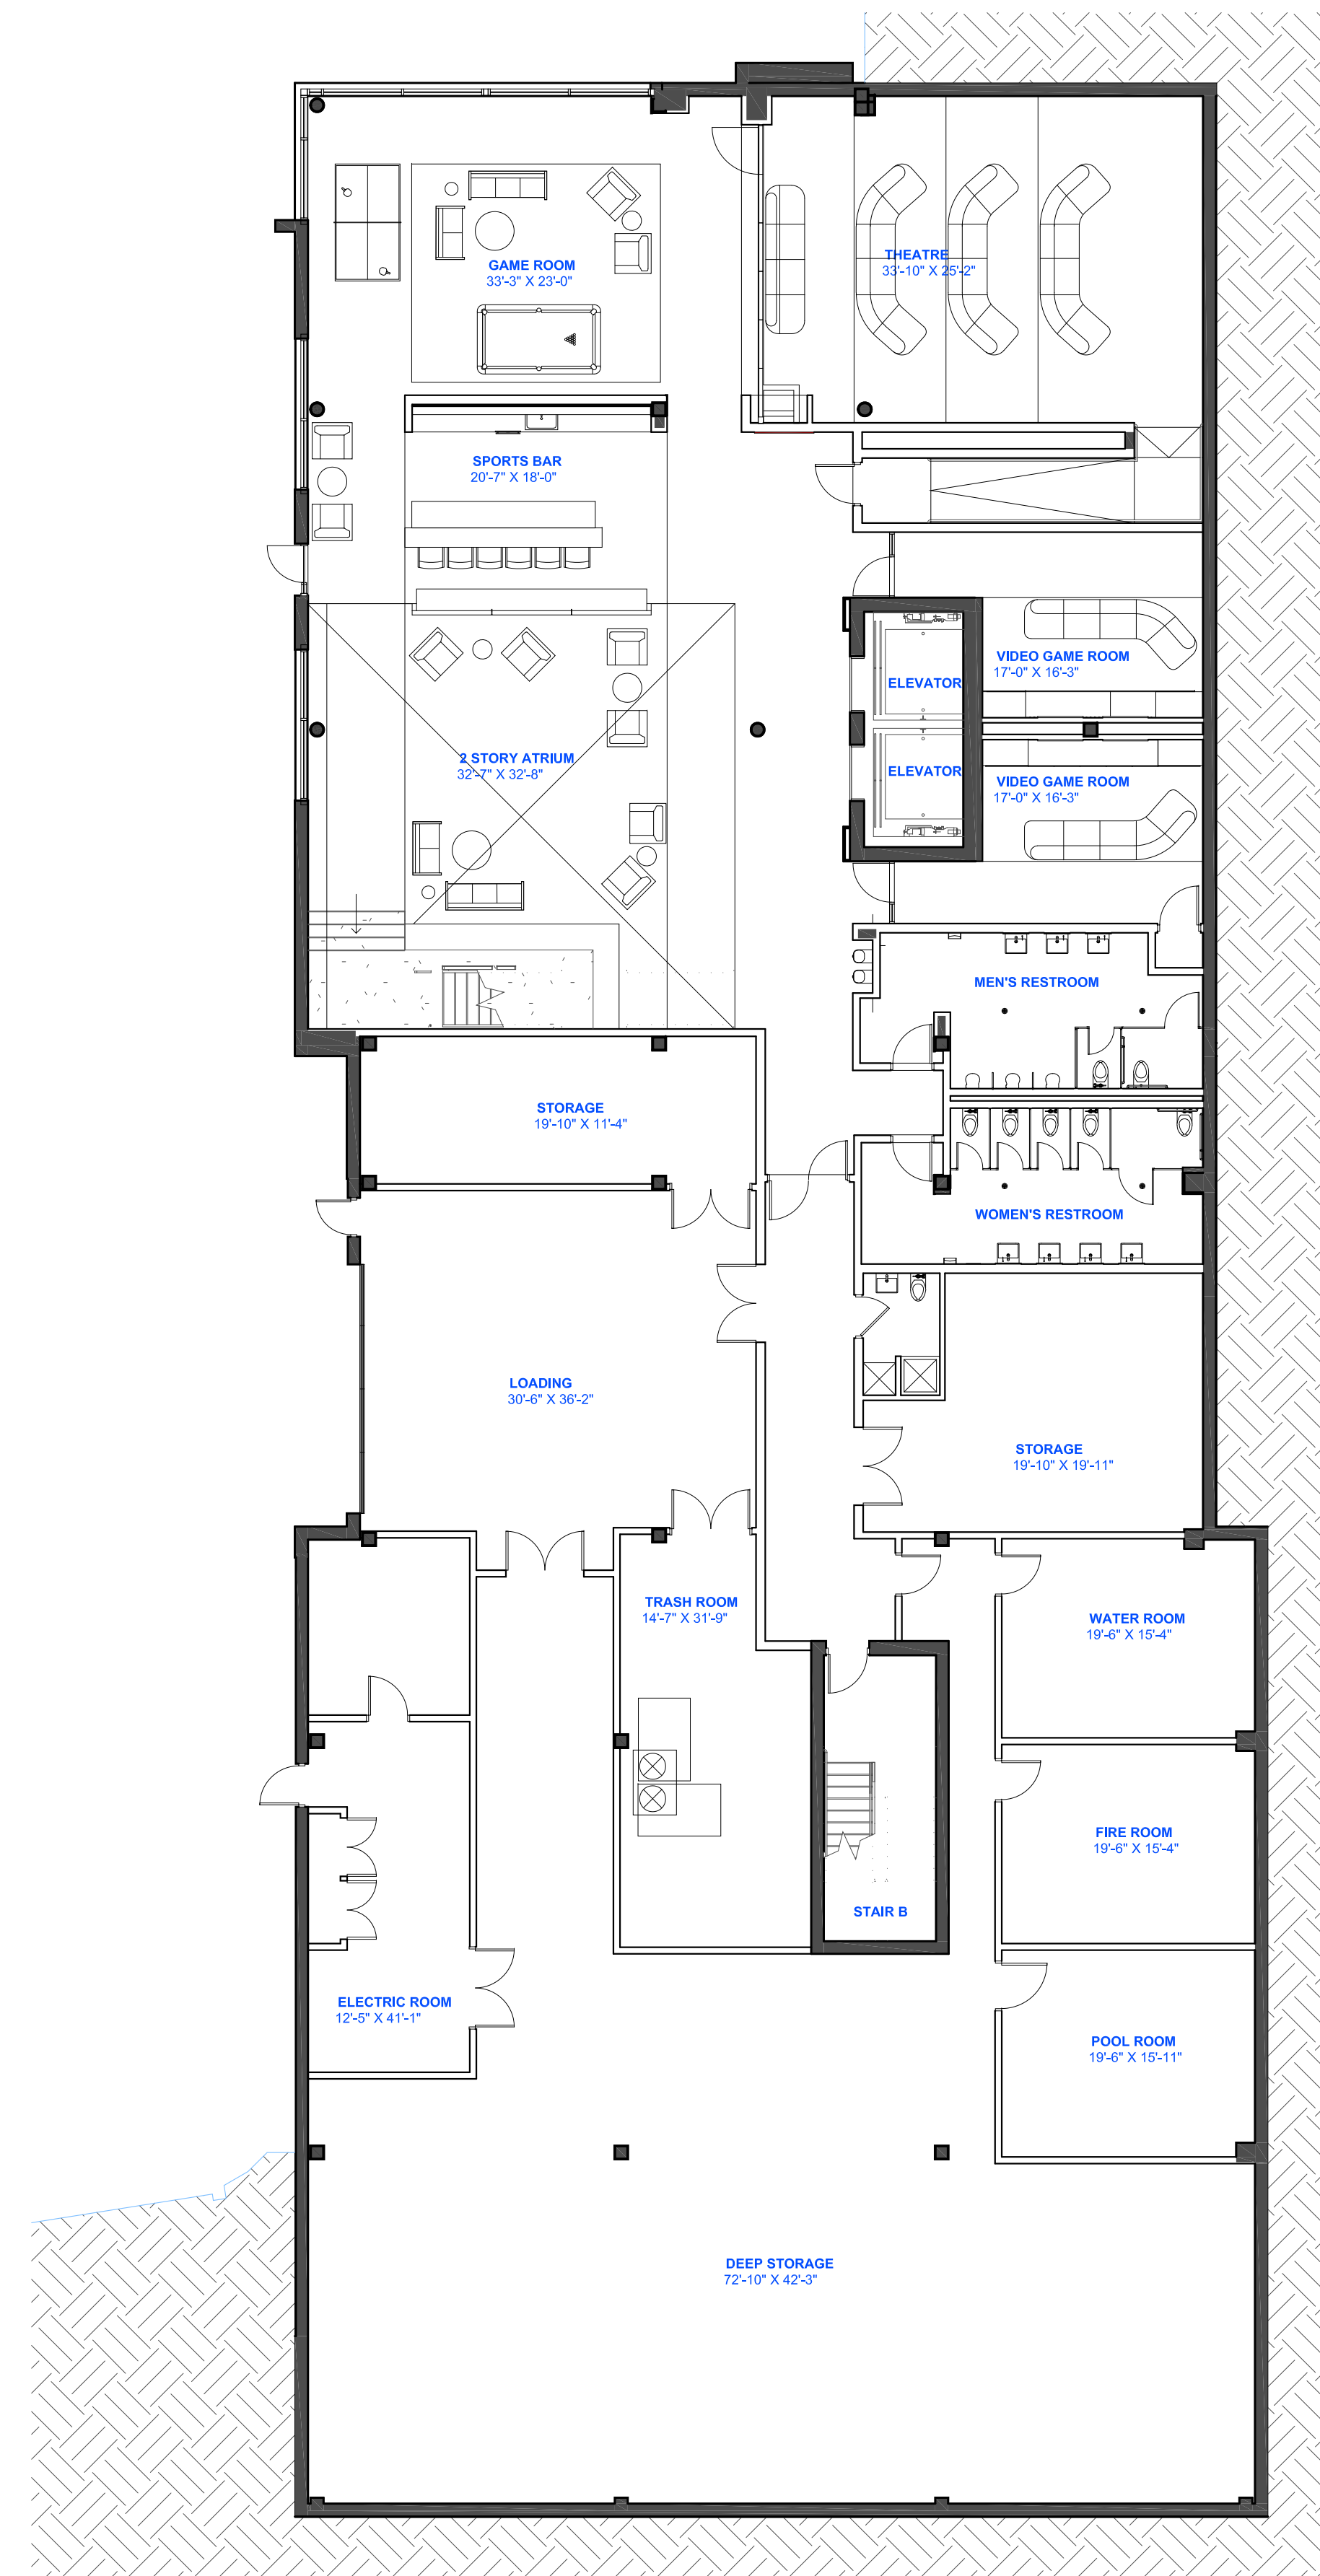 THEATRE
33'-10" X 25'-2"
GAME ROOM
33'-3" X 23'-0"
SPORTS BAR
20'-7" X 18'-0"
VIDEO GAME ROOM
17'-0" X 16'-3"
ELEVATOR
2 STORY ATRIUM
32'-7" X 32'-8"
ELEVATOR
VIDEO GAME ROOM
17'-0" X 16'-3"
MEN'S RESTROOM
STORAGE
19'-10" X 11'-4"
WOMEN'S RESTROOM
LOADING
30'-6" X 36'-2"
STORAGE
19'-10" X 19'-11"
TRASH ROOM
14'-7" X 31'-9"
WATER ROOM
19'-6" X 15'-4"
FIRE ROOM
19'-6" X 15'-4"
STAIR B
ELECTRIC ROOM
12'-5" X 41'-1"
POOL ROOM
19'-6" X 15'-11"
DEEP STORAGE
72'-10" X 42'-3"